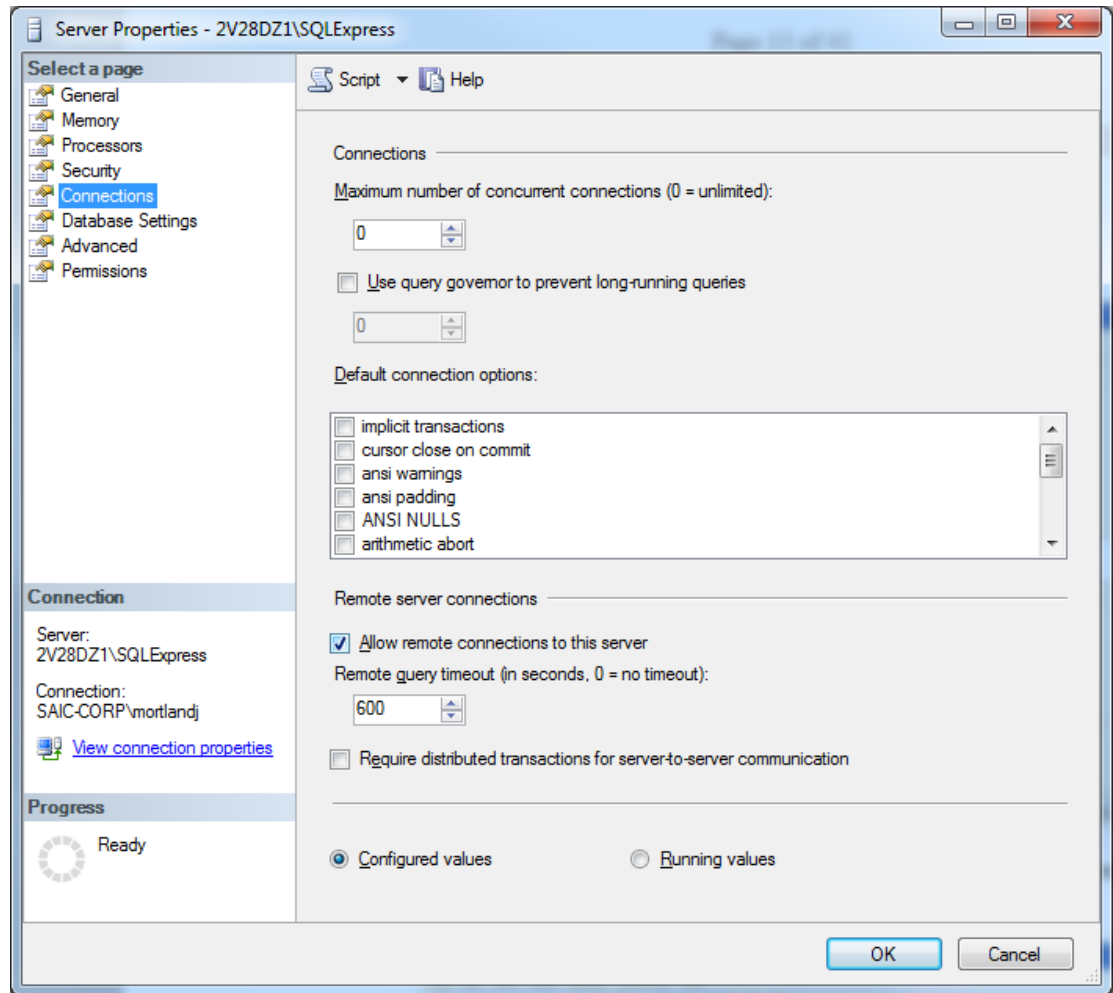 Server Properties - 2V28DZ1\SQLExpress
Select a page
General
Memory
Processors
Security
Connections
Database Settings
Advanced
Permissions
Script
Help
Connections
Maximum number of concurrent connections (0 = unlimited):
0
Use query governor to prevent long-running queries
0
Default connection options:
implicit transactions
cursor close on commit
ansi warnings
ansi padding
ANSI NULLS
arithmetic abort
Remote server connections
Allow remote connections to this server
Remote query timeout (in seconds, 0 = no timeout):
600
Require distributed transactions for server-to-server communication
Configured values
Running values
Connection
Server:
2V28DZ1\SQLExpress
Connection:
SAIC-CORP\mortlandj
View connection properties
Progress
Ready
OK
Cancel